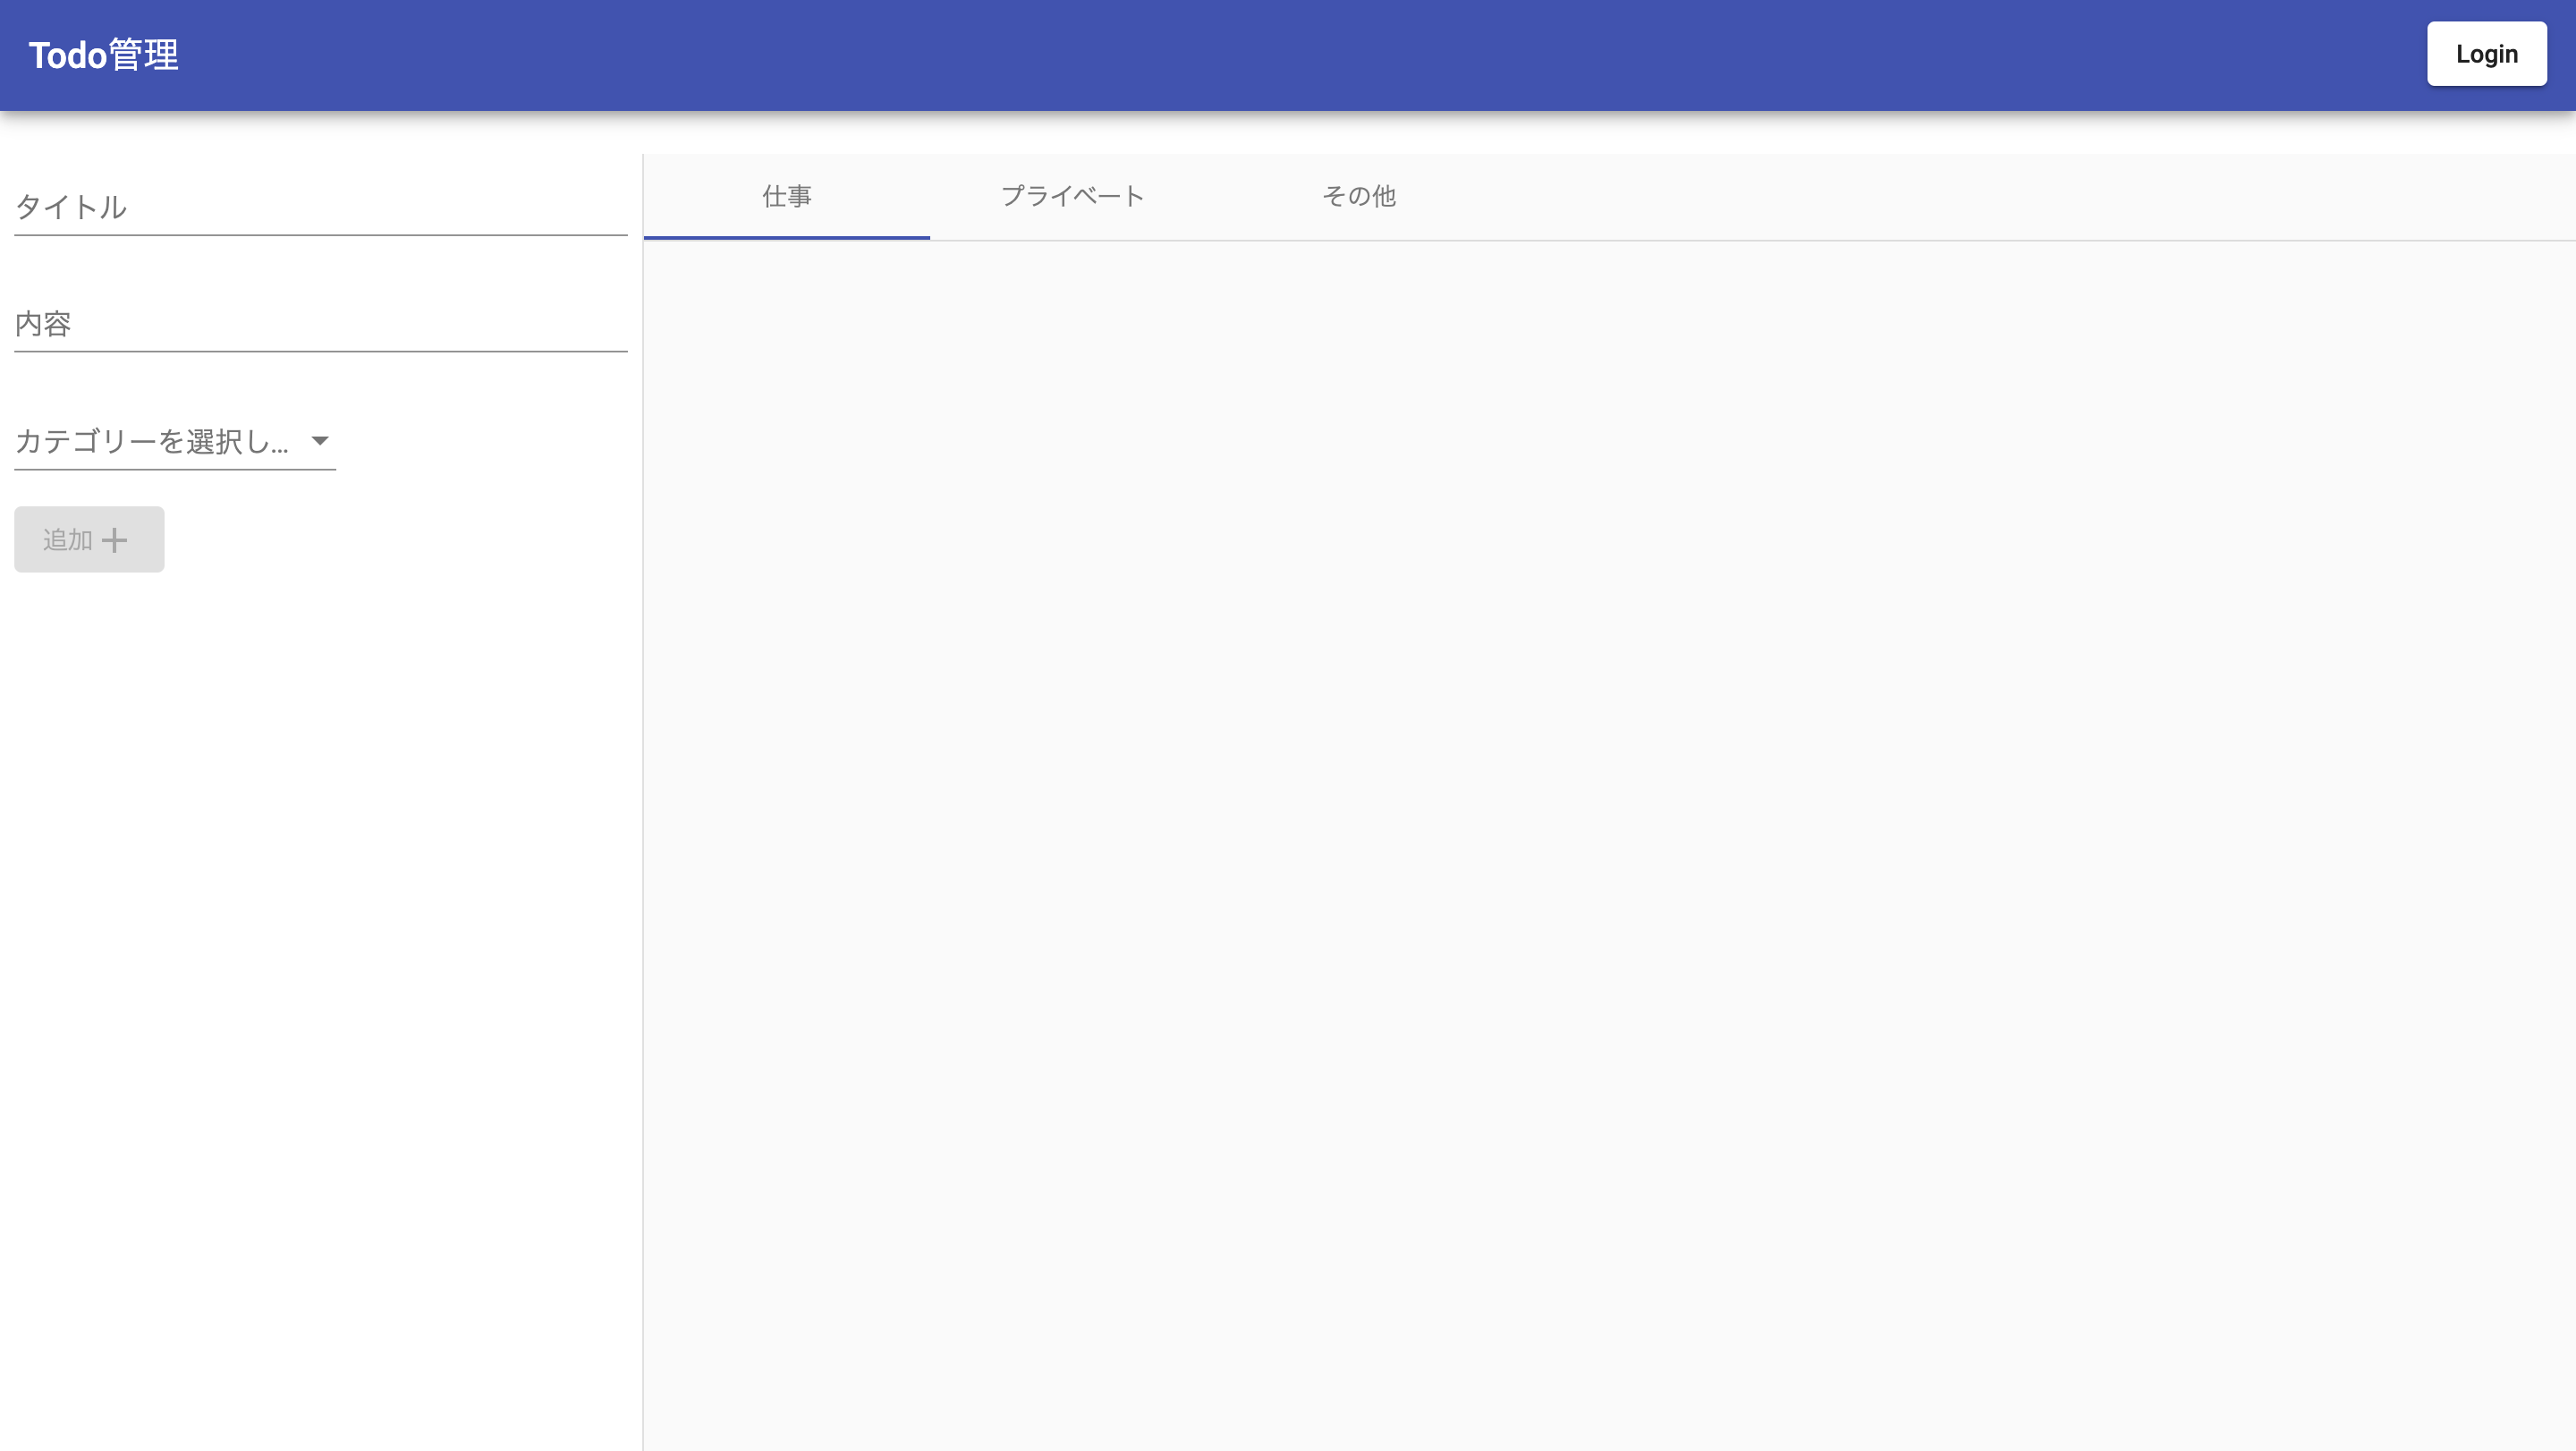 Todo管理
Login
タイトル
内容
カテゴリーを選択し...
追加
仕事
プライベート
その他